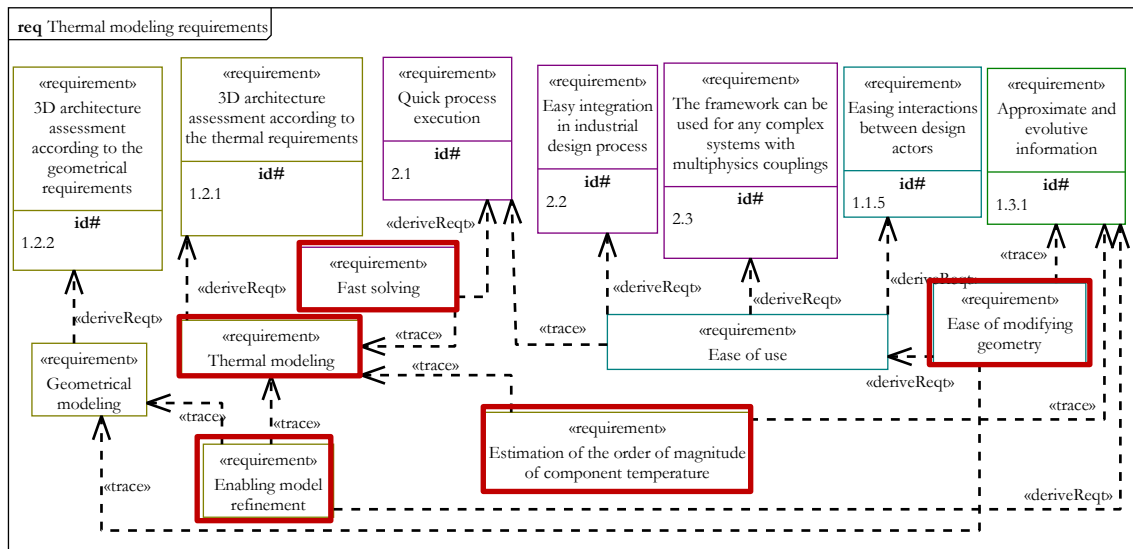 req Thermal modeling requirements
«requirement»
3D architecture
assessment
according to the
geometrical
requirements
id#
1.2.2
«requirement»
3D architecture
assessment according to
the thermal requirements
id#
1.2.1
«requirement»
Quick process
execution
id#
2.1
«requirement»
Easy integration
in industrial
design process
id#
2.2
«requirement»
The framework can be
used for any complex
systems with
multiphysics couplings
id#
2.3
«requirement»
Easing interactions
between design
actors
id#
1.1.5
«requirement»
Approximate and
evolutive
information
id#
1.3.1
«deriveReqt»
«requirement»
Fast solving
«trace»
«deriveReqt»
«deriveReqt»
«deriveReqt»
«deriveReqt»
«requirement»
Ease of modifying
geometry
«deriveReqt»
«requirement»
Thermal modeling
«trace»
«trace»
«requirement»
Ease of use
«requirement»
Geometrical
modeling
«trace»
«deriveReqt»
«trace»
«trace»
«requirement»
Estimation of the order of magnitude
of component temperature
«trace»
«requirement»
Enabling model
refinement
«trace»
«deriveReqt»